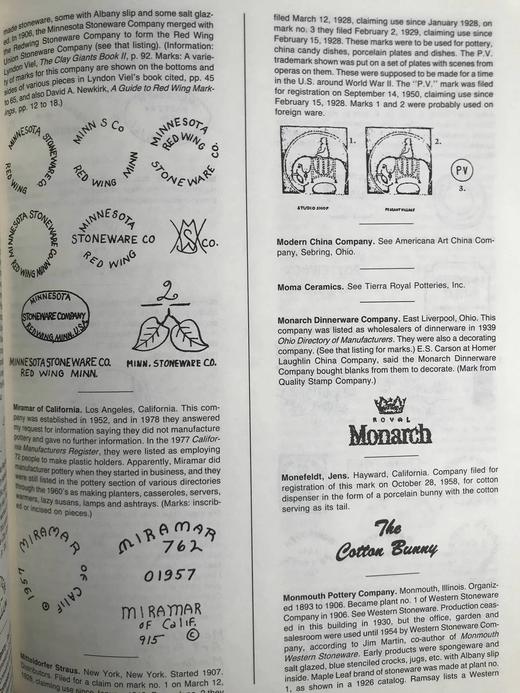 made stoneware, some with Albany slip and some salt glaz-
ed. In 1906, the Minnesota Stoneware Company merged with
the Redwing Stoneware Company to form the Red Wing
Union Stoneware Company (see that listing). (Information:
Lyndon Viel, The Clay Giants Book II, p. 92. Marks: A varie-
ty of marks for this company are shown on the bottoms and
sides of various pieces in Lyndon Viel's book cited, pp. 45
to 65, and also David A. Newkirk, A Guide to Red Wing Mark-
ings, pp. 12 to 18.)
MINNESOTA STONEWARE CO.
RED WING
MINN S Co
RED WING MINN
MINNESOTA
RED WING
STONEWARE CO.
MINNESOTA STONEWARE CO.
RED WING MINN.
MINNESOTA
STONEWARE CO
RED WING
MS CO.
MINNESOTA
STONEWARE COMPANY
RED WING, MINN. U.S.A
2
MINNESOTA STONEWARE CO.
RED WING MINN.
MINN. STONEWARE CO.
Miramar of California. Los Angeles, California. This com-
pany was established in 1952, and in 1978 they answered
my request for information saying they did not manufacture
pottery and gave no further information. In the 1977 Califor-
nia Manufacturers Register, they were listed as employing
72 people to make plastic holders. Apparently, Miramar did
manufacturer pottery when they started in business, and they
were still listed in the pottery section of various directories
through the 1960's as making planters, casseroles, servers,
warmers, lazy susans, lamps and ashtrays. (Marks: inscrib-
ed or incised on pieces.)
MIRAMAR OF CALIF
© 1957
MIRAMAR
762
01957
MIRAMAR
OF Calif.
915 ©
Mitteldorfer Straus. New York, New York. Started 1907.
Distributors. Filed for a claim on mark no. 1 on March 12,
1928, claiming use since
filed March 12, 1928, claiming use since January 1928, on
mark no. 3 they filed February 2, 1929, claiming use since
February 15, 1928. These marks were to be used for pottery,
china candy dishes, porcelain plates and dishes. The P.V.
trademark shown was put on a set of plates with scenes from
operas on them. These were supposed to be made for a time
in the U.S. around World War II. The "P.V." mark was filed
for registration on September 14, 1950, claiming use since
February 15, 1928. Marks 1 and 2 were probably used on
foreign ware.
1.
2.
PV
3.
STUDIO SHOP
PEASANT VILLAGE
Modern China Company. See Americana Art China Com-
pany, Sebring, Ohio.
Moma Ceramics. See Tierra Royal Potteries, Inc.
Monarch Dinnerware Company. East Liverpool, Ohio. This
company was listed as wholesalers of dinnerware in 1939
Ohio Directory of Manufacturers. They were also a decorating
company. (See that listing for marks.) E.S. Carson at Homer
Laughlin China Company, said the Monarch Dinnerware
Company bought blanks from them to decorate. (Mark from
Quality Stamp Company.)
ROYAL
Monarch
Monefeldt, Jens. Hayward, California. Company filed for
registration of this mark on October 28, 1958, for cotton
dispenser in the form of a porcelain bunny with the cotton
serving as its tail.
The
Cotton Bunny
Monmouth Pottery Company. Monmouth, Illinois. Organiz-
ed 1893 to 1906. Became plant no. 1 of Western Stoneware
Company in 1906. See Western Stoneware. Production ceas-
ed in this building in 1930, but the office, garden and
salesroom were used until 1954 by Western Stoneware Com-
pany, according to Jim Martin, co-author of Monmouth
Western Stoneware. Early products were spongeware and
salt glazed, blue stenciled crocks, jugs, etc. with Albany slip
inside. Maple Leaf brand of stoneware was made at plant no.
1, as shown in a 1926 catalog. Ramsay lists a Western